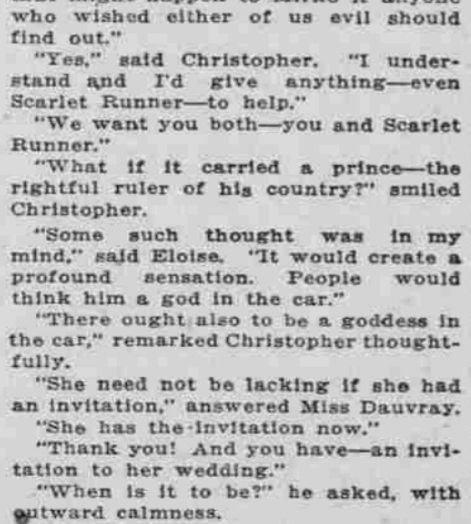 who wished either of us evil should
find out."
"Yes," said Christopher. "I under-
stand and I'd give anything—even
Scarlet Runner—to help."
"We want you both—you and Scarlet
Runner."
"What if it carried a prince—the
rightful ruler of his country?" smiled
Christopher.
"Some such thought was in my
mind," said Eloise. "It would create a
profound sensation. People would
think him a god in the car."
"There ought also to be a goddess in
the car," remarked Christopher thought-
fully.
"She need not be lacking if she had
an invitation," answered Miss Dauvray.
"She has the invitation now."
"Thank you! And you have—an invi-
tation to her wedding."
"When is it to be?" he asked, with
outward calmness.